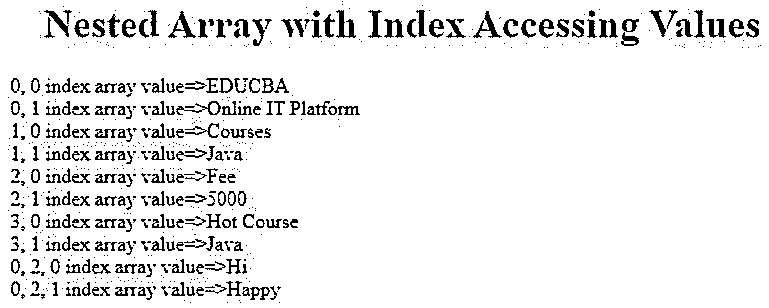 Nested Array with Index Accessing Values
0, 0 index array value=>EDUCBA
0, 1 index array value=>Online IT Platform
1, 0 index array value=>Courses
1, 1 index array value=>Java
2, 0 index array value=>Fee
2, 1 index array value=>5000
3, 0 index array value=>Hot Course
3, 1 index array value=>Java
0, 2, 0 index array value=>Hi
0, 2, 1 index array value=>Happy